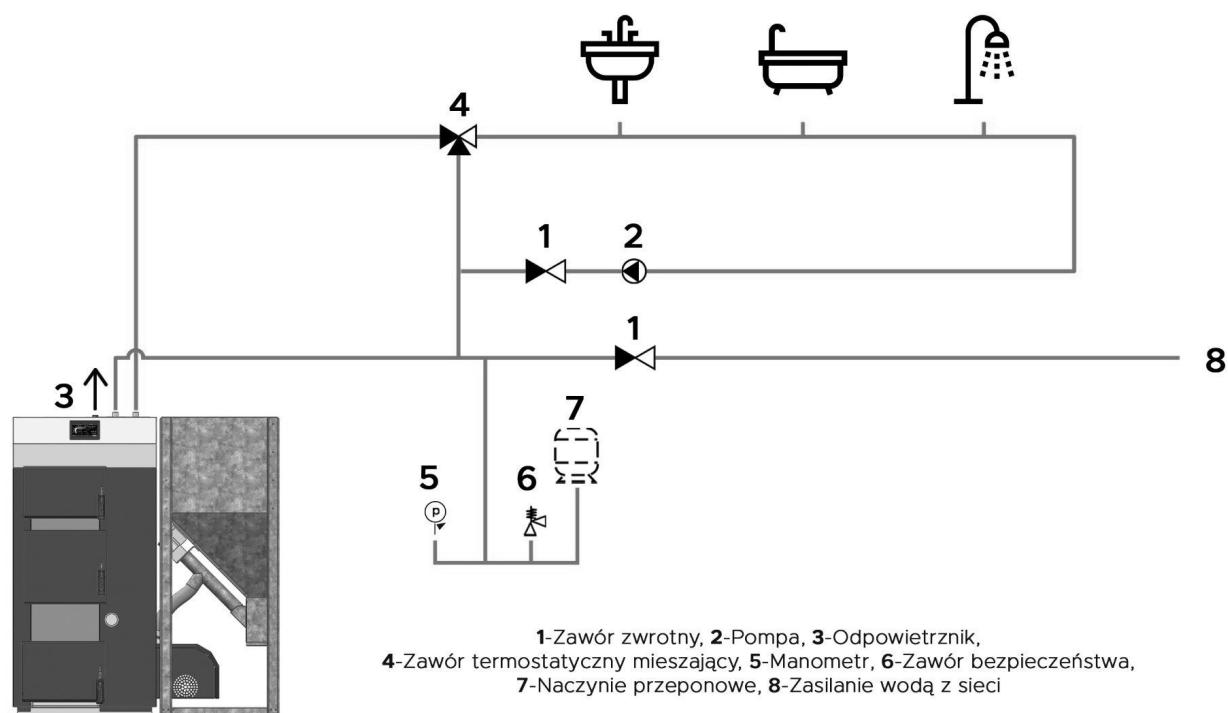 4
1
2
1
8
3
7
5
6
P
1-Zawór zwrotny, 2-Pompa, 3-Odpowietrznik,
4-Zawór termostatyczny mieszający, 5-Manometr, 6-Zawór bezpieczeństwa,
7-Naczynie przeponowe, 8-Zasilanie wodą z sieci